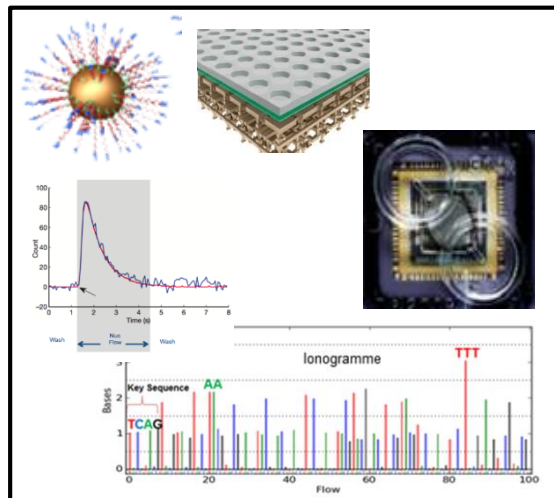 100
80
60
40
20
0
−20
Count
0 1 2 3 4 5 6 7 8
Time (s)
Wash
Nuc
Flow
Wash
Ionogramme
TTT
Key Sequence
AA
TCAG
Bases
3
2
1
0
0 20 40 60 80 100
Flow